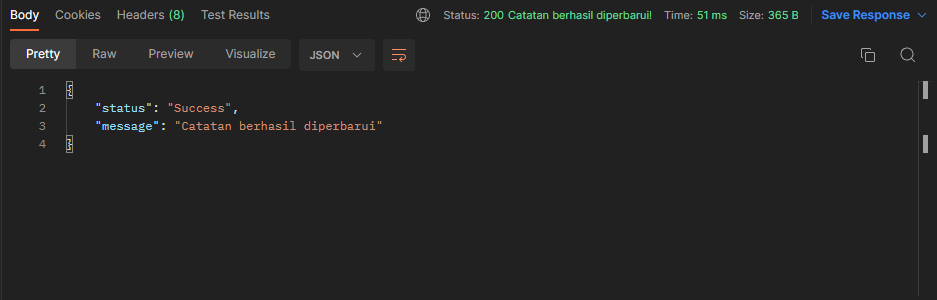 Body Cookies Headers (8) Test Results Status: 200 Catatan berhasil diperbarui! Time: 51 ms Size: 365 B Save Response
Pretty Raw Preview Visualize JSON
1 {
2 "status": "Success",
3 "message": "Catatan berhasil diperbarui"
4 }